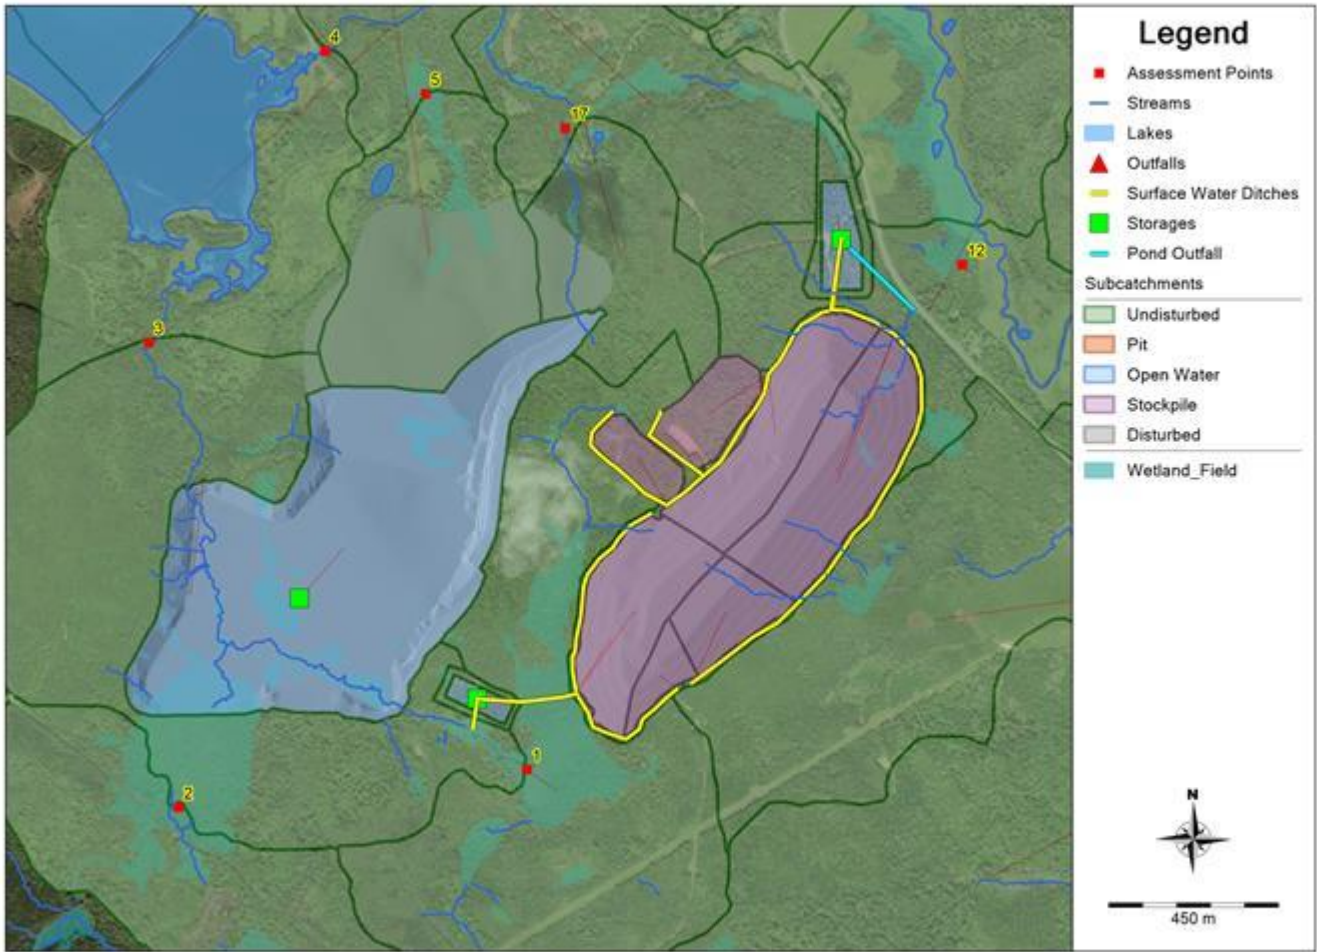 4
5
17
12
3
1
2
Legend
Assessment Points
Streams
Lakes
Outfalls
Surface Water Ditches
Storages
Pond Outfall
Subcatchments
Undisturbed
Pit
Open Water
Stockpile
Disturbed
Wetland_Field
N
450 m